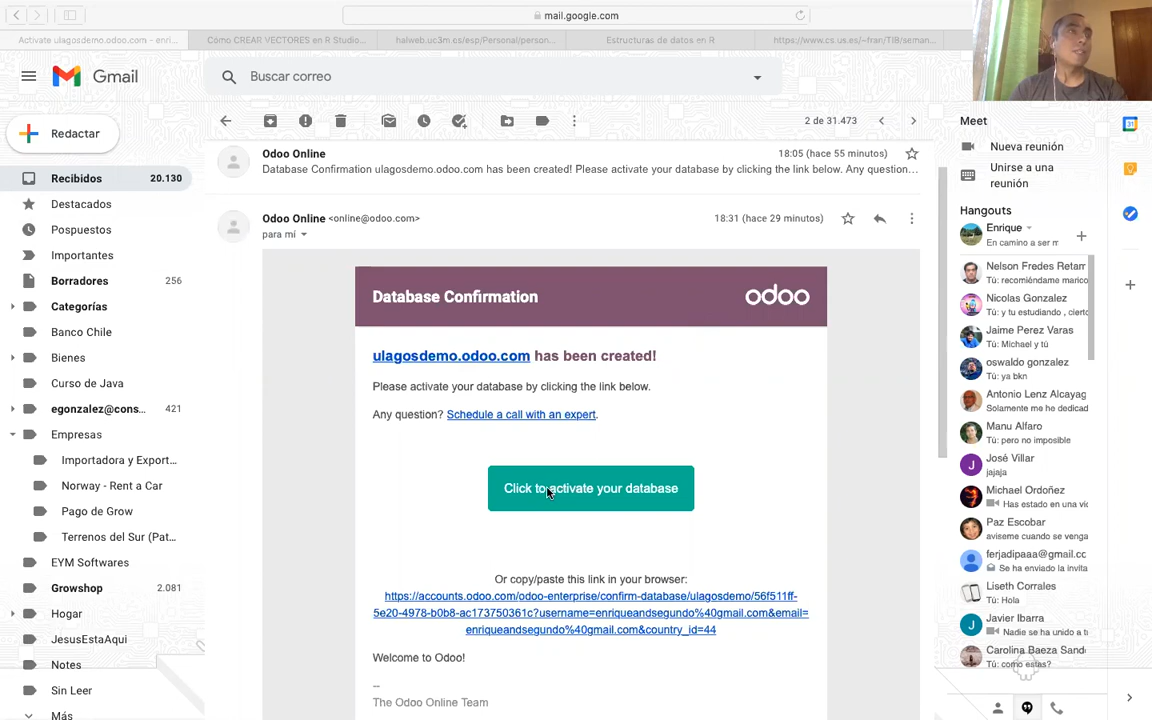 mail.google.com
Activate ulagosdemo.odoo.com - enri...
Cómo CREAR VECTORES en R Studio...
halweb.uc3m.es/esp/Personal/person...
Estructuras de datos en R
https://www.cs.us.es/~fran/TIB/seman...
Gmail
Buscar correo
Redactar
2 de 31.473
Recibidos 20.130
Destacados
Pospuestos
Importantes
Borradores 256
Categorías
Banco Chile
Bienes
Curso de Java
egonzalez@cons... 421
Empresas
Importadora y Export...
Norway - Rent a Car
Pago de Grow
Terrenos del Sur (Pat...
EYM Softwares
Growshop 2.081
Hogar
JesusEstaAqui
Notes
Sin Leer
Más
Odoo Online 18:05 (hace 55 minutos)
Database Confirmation ulagosdemo.odoo.com has been created! Please activate your database by clicking the link below. Any question...
Odoo Online <online@odoo.com> 18:31 (hace 29 minutos)
para mí
Database Confirmation odoo
ulagosdemo.odoo.com has been created!
Please activate your database by clicking the link below.
Any question? Schedule a call with an expert.
Click to activate your database
Or copy/paste this link in your browser:
https://accounts.odoo.com/odoo-enterprise/confirm-database/ulagosdemo/56f511ff-
5e20-4978-b0b8-ac173750361c?username=enriqueandsegundo%40gmail.com&email=
enriqueandsegundo%40gmail.com&country_id=44
Welcome to Odoo!
--
The Odoo Online Team
Meet
Nueva reunión
Unirse a una
reunión
Hangouts
Enrique
En camino a ser m
Nelson Fredes Retam
Tú: recomiéndame marico
Nicolas Gonzalez
Tú: y tu estudiando , cierto
Jaime Perez Varas
Tú: Michael y tú
oswaldo gonzalez
Tú: ya bkn
Antonio Lenz Alcayag
Solamente me he dedicad
Manu Alfaro
Tú: pero no imposible
J
José Villar
jajaja
Michael Ordoñez
Has estado en una vid
Paz Escobar
aviseme cuando se venga
ferjadipaaa@gmail.cc
Se ha enviado la invita
Liseth Corrales
Tú: Hola
J
Javier Ibarra
Nadie se ha unido a tu
Carolina Baeza Sand
Tú: como estas?
31